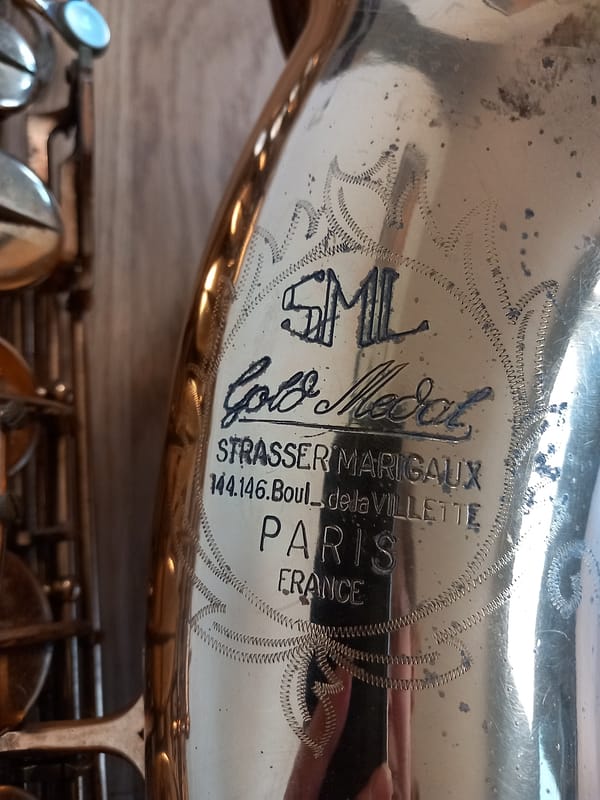 SML
Gold Medal
STRASSER MARIGAUX
144.146.Boul_de la VILLETTE
PARIS
FRANCE